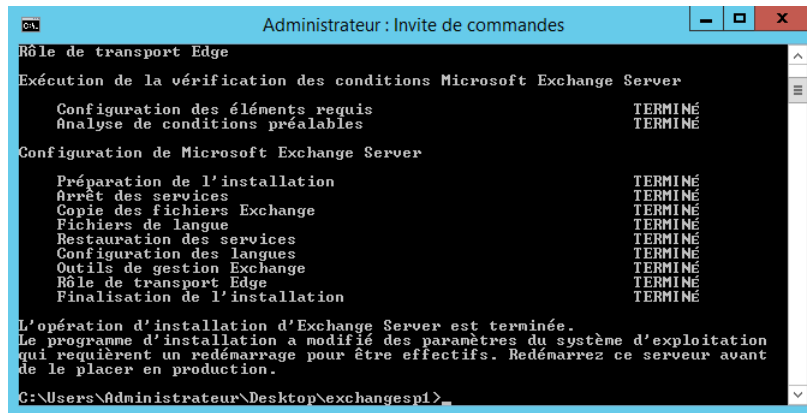 Administrateur : Invite de commandes
Rôle de transport Edge
Exécution de la vérification des conditions Microsoft Exchange Server
Configuration des éléments requis TERMINÉ
Analyse de conditions préalables TERMINÉ
Configuration de Microsoft Exchange Server
Préparation de l'installation TERMINÉ
Arrêt des services TERMINÉ
Copie des fichiers Exchange TERMINÉ
Fichiers de langue TERMINÉ
Restauration des services TERMINÉ
Configuration des langues TERMINÉ
Outils de gestion Exchange TERMINÉ
Rôle de transport Edge TERMINÉ
Finalisation de l'installation TERMINÉ
L'opération d'installation d'Exchange Server est terminée.
Le programme d'installation a modifié des paramètres du système d'exploitation
qui requièrent un redémarrage pour être effectifs. Redémarrez ce serveur avant
de le placer en production.
C:\Users\Administrateur\Desktop\exchangesp1>_